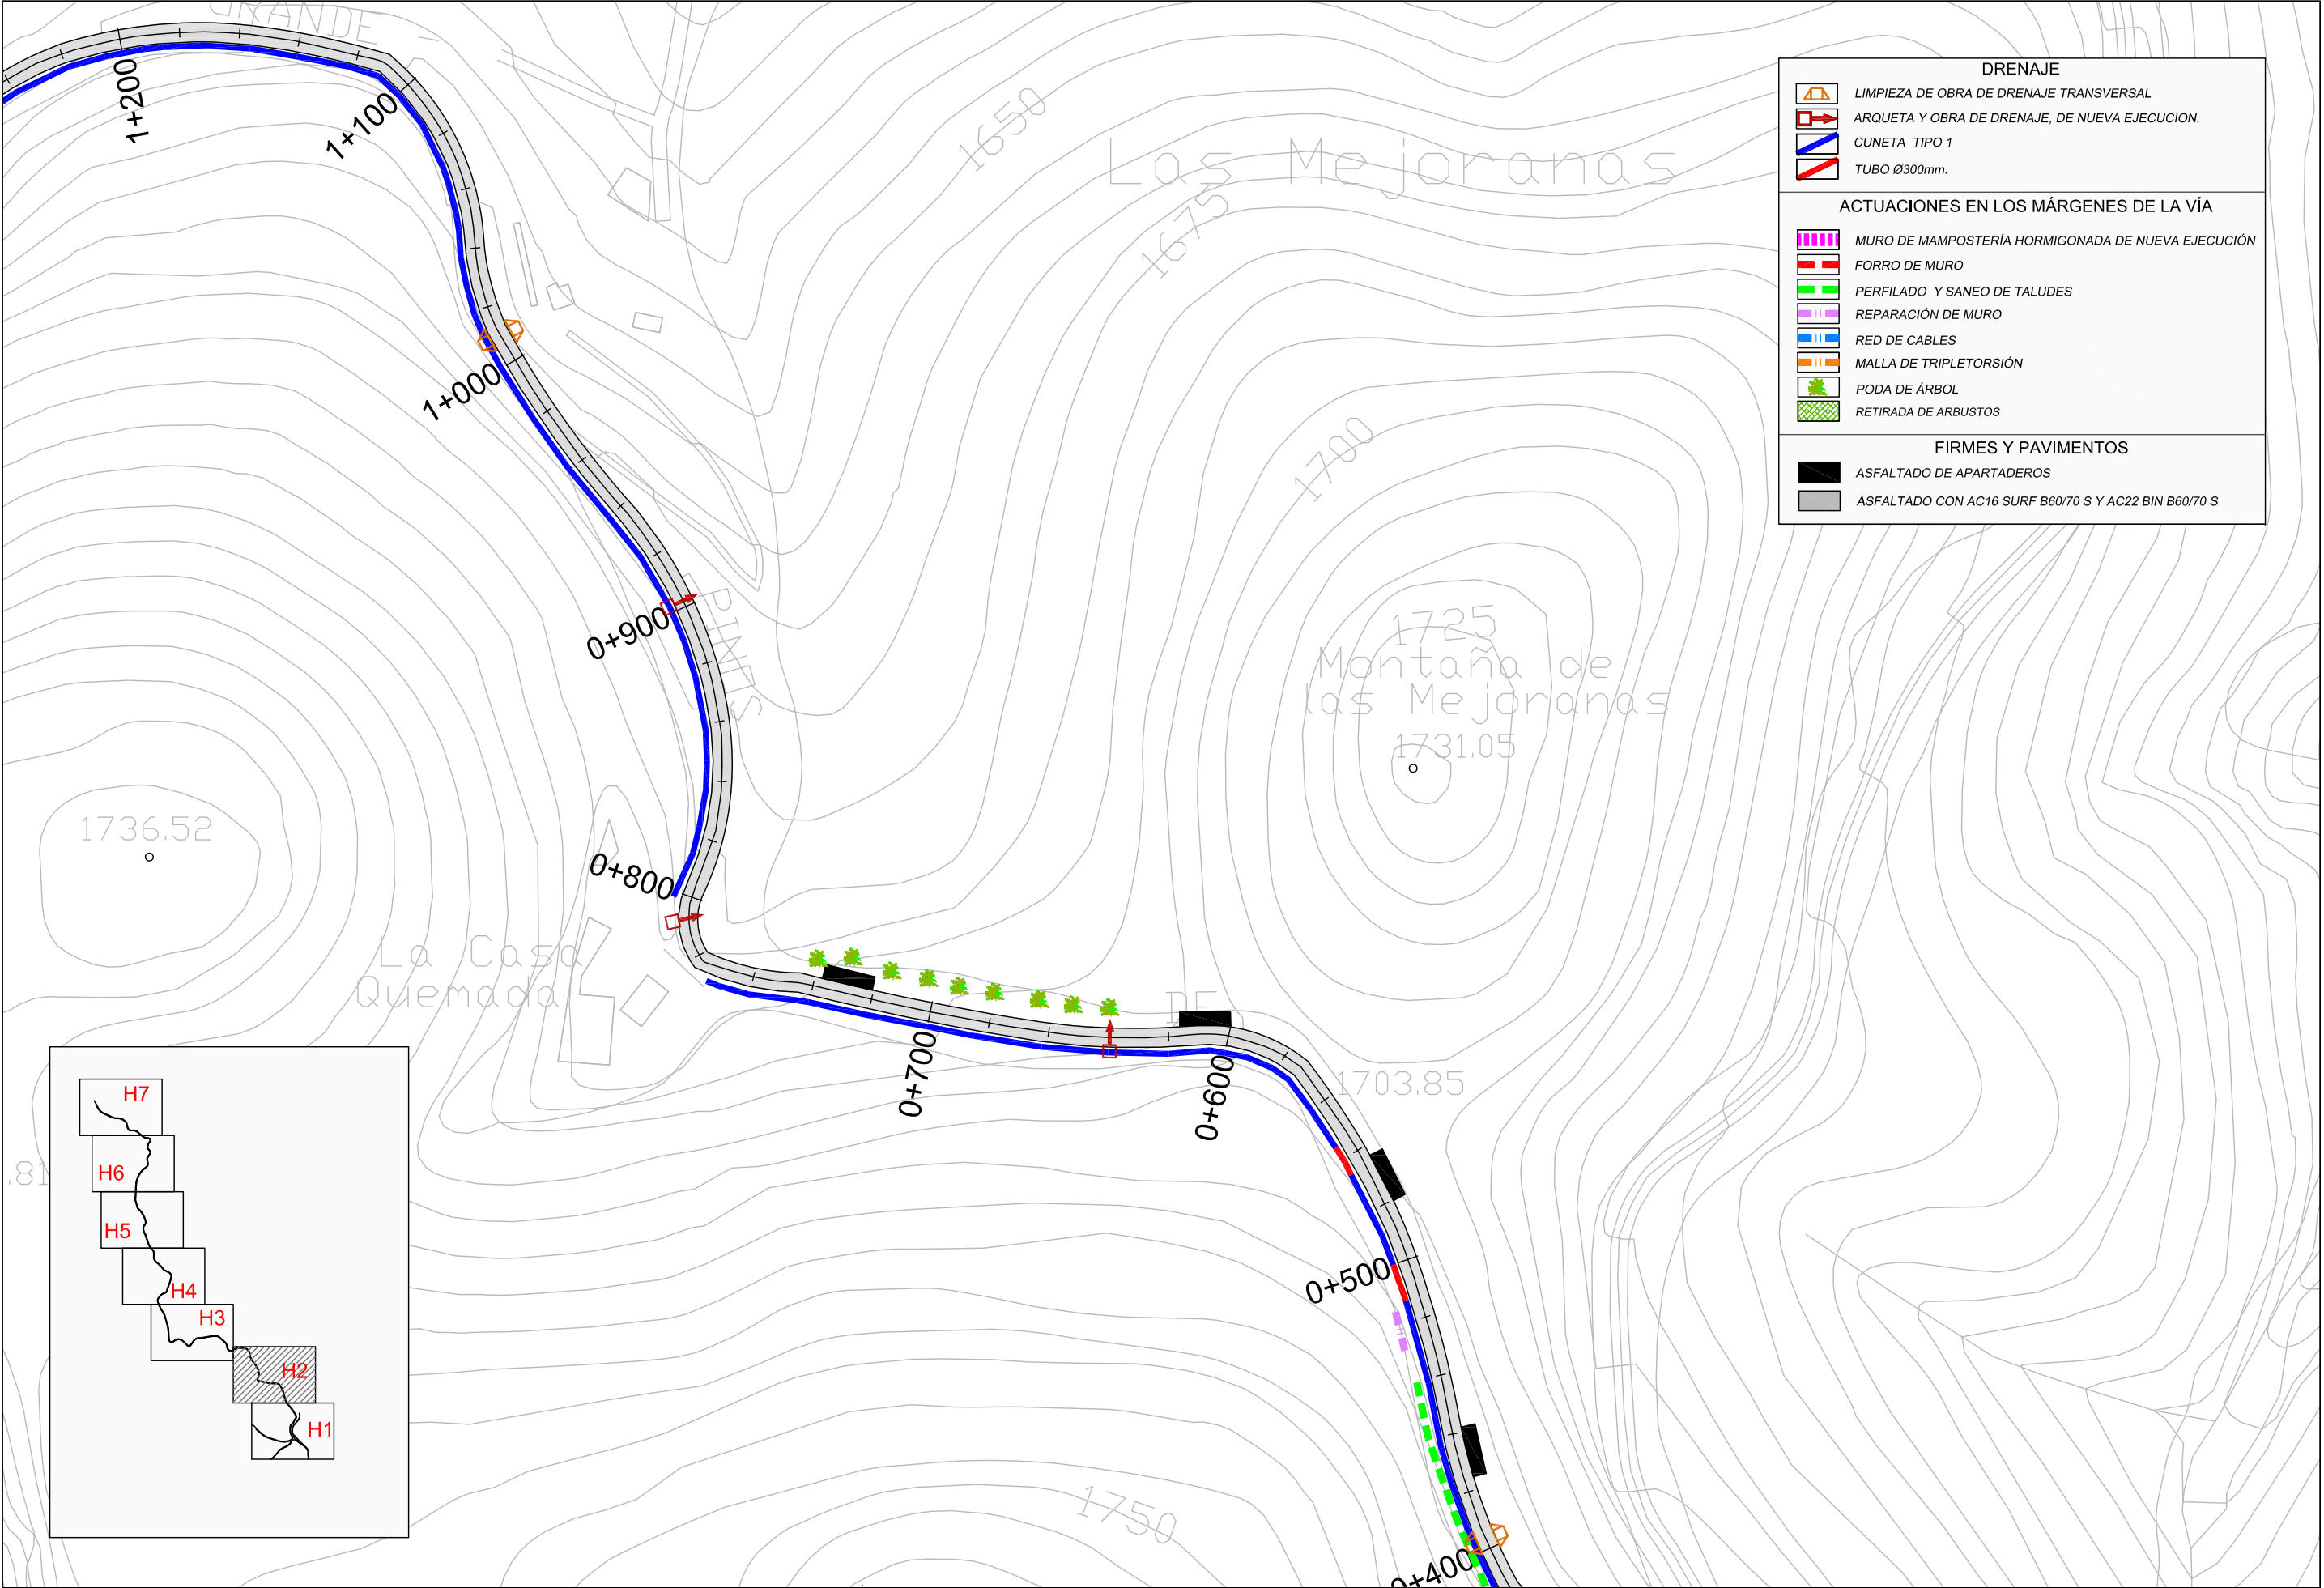 GRANDE
1+200
1+100
1650
Las Mejoranas
1675
DRENAJE
LIMPIEZA DE OBRA DE DRENAJE TRANSVERSAL
ARQUETA Y OBRA DE DRENAJE, DE NUEVA EJECUCION.
CUNETA TIPO 1
TUBO Ø300mm.
ACTUACIONES EN LOS MÁRGENES DE LA VÍA
MURO DE MAMPOSTERÍA HORMIGONADA DE NUEVA EJECUCIÓN
FORRO DE MURO
PERFILADO Y SANEO DE TALUDES
REPARACIÓN DE MURO
RED DE CABLES
MALLA DE TRIPLETORSIÓN
PODA DE ÁRBOL
RETIRADA DE ARBUSTOS
FIRMES Y PAVIMENTOS
ASFALTADO DE APARTADEROS
ASFALTADO CON AC16 SURF B60/70 S Y AC22 BIN B60/70 S
1+000
1700
0+900
PINOS
1725
Montaña de
las Mejoranas
1731.05
1736.52
0+800
La Casa
Quemada
DE
0+700
0+600
1703.85
.81
0+500
1750
0+400
H7
H6
H5
H4
H3
H2
H1